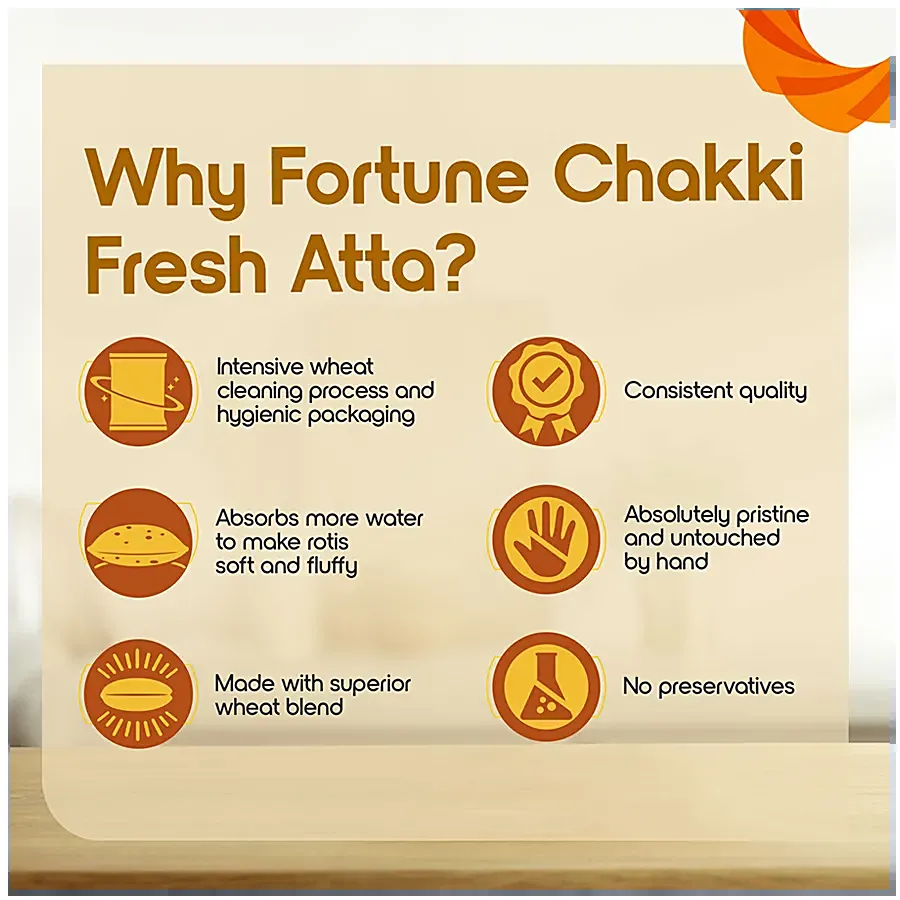 Why Fortune Chakki
Fresh Atta?
Intensive wheat
cleaning process and
hygienic packaging
Consistent quality
Absorbs more water
to make rotis
soft and fluffy
Absolutely pristine
and untouched
by hand
Made with superior
wheat blend
No preservatives